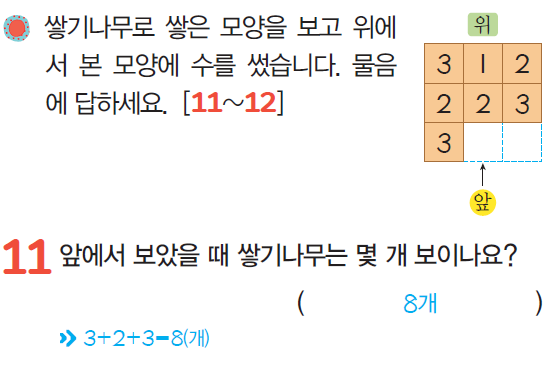 쌓기나무로 쌓은 모양을 보고 위에
서 본 모양에 수를 썼습니다. 물음
에 답하세요. [11~12]
위
3 1 2
2 2 3
3
앞
11 앞에서 보았을 때 쌓기나무는 몇 개 보이나요?
( 8개 )
» 3+2+3=8(개)